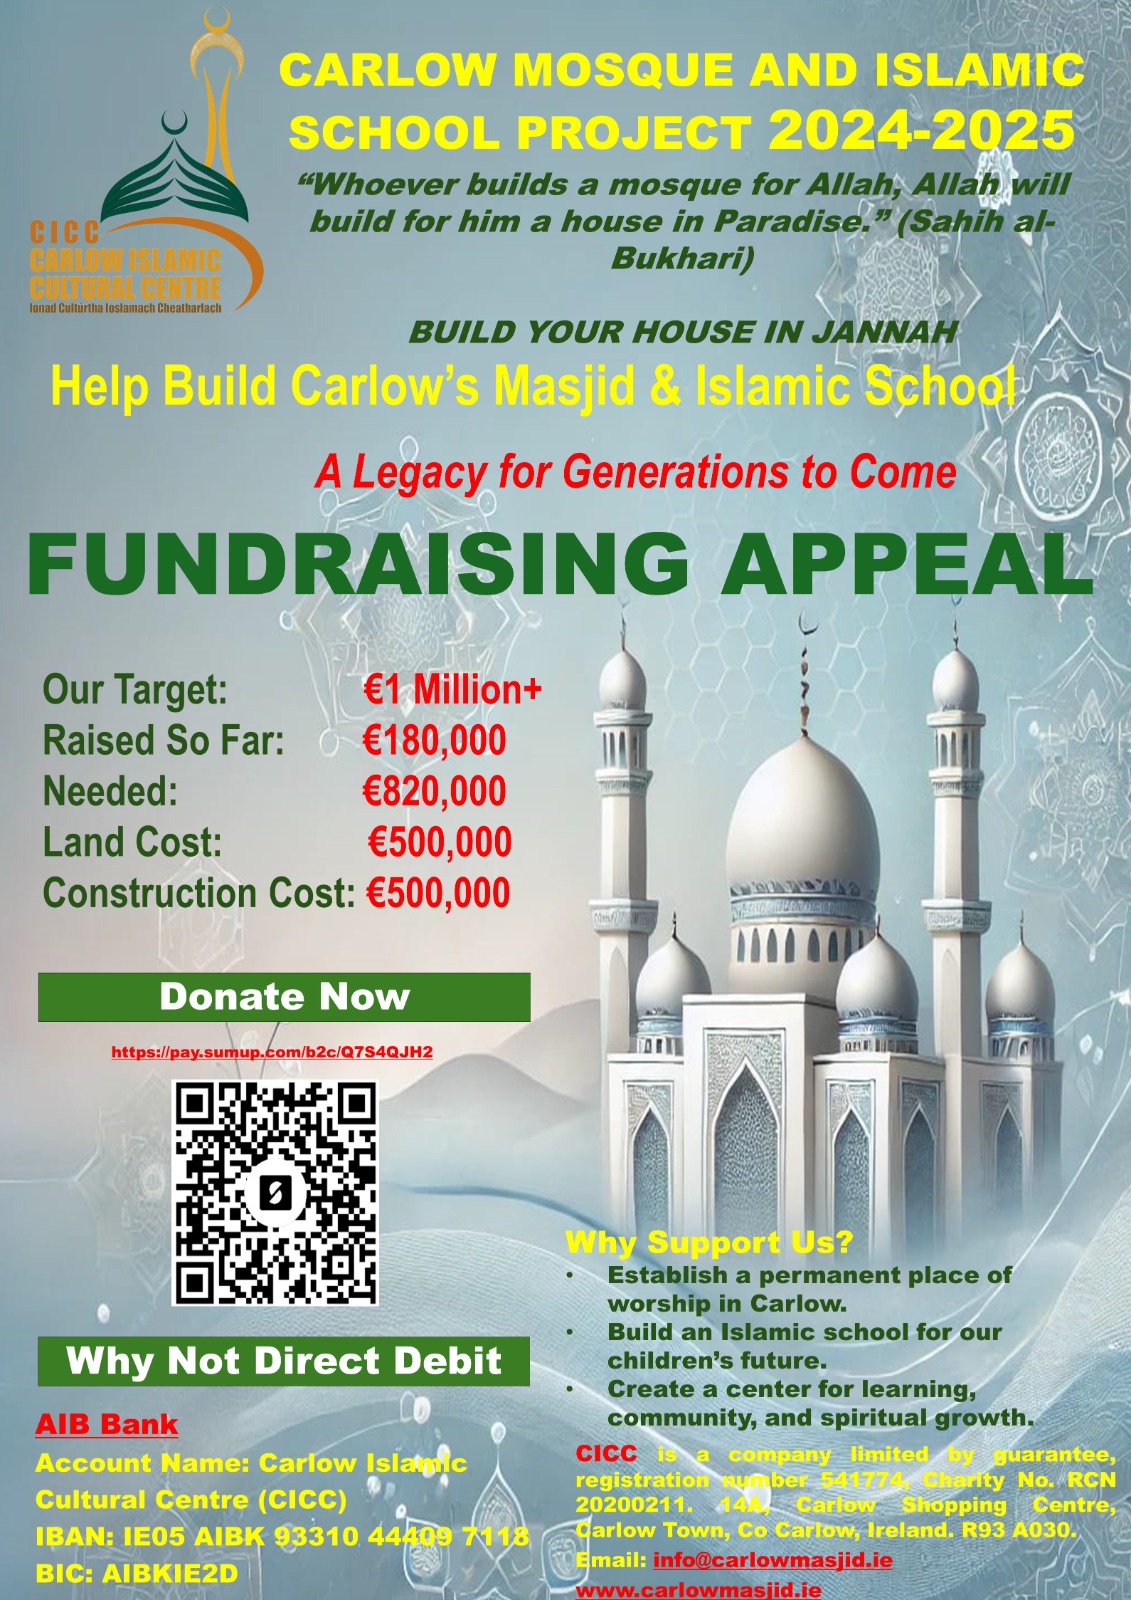 CARLOW MOSQUE AND ISLAMIC
SCHOOL PROJECT 2024-2025
“Whoever builds a mosque for Allah, Allah will
build for him a house in Paradise.” (Sahih al-
Bukhari)
CICC
CARLOW ISLAMIC
CULTURAL CENTRE
Ionad Cultúrtha Ioslamach Cheatharlach
BUILD YOUR HOUSE IN JANNAH
Help Build Carlow’s Masjid & Islamic School
A Legacy for Generations to Come
FUNDRAISING APPEAL
Our Target: €1 Million+
Raised So Far: €180,000
Needed: €820,000
Land Cost: €500,000
Construction Cost: €500,000
Donate Now
https://pay.sumup.com/b2c/Q7S4QJH2
Why Not Direct Debit
AIB Bank
Account Name: Carlow Islamic
Cultural Centre (CICC)
IBAN: IE05 AIBK 93310 44409 7118
BIC: AIBKIE2D
Why Support Us?
• Establish a permanent place of
worship in Carlow.
• Build an Islamic school for our
children’s future.
• Create a center for learning,
community, and spiritual growth.
CICC is a company limited by guarantee,
registration number 541774, Charity No. RCN
20200211. 14A, Carlow Shopping Centre,
Carlow Town, Co Carlow, Ireland. R93 A030.
Email: info@carlowmasjid.ie
www.carlowmasjid.ie